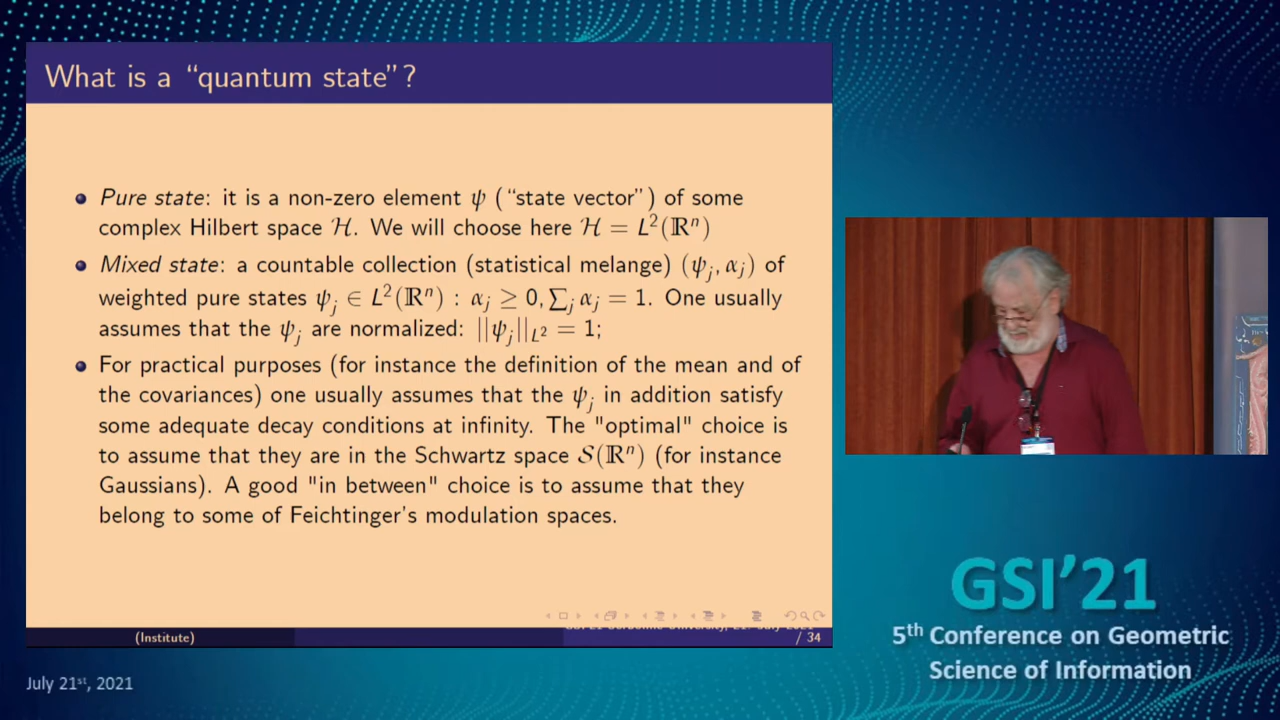 What is a “quantum state”?
Pure state: it is a non-zero element ψ (“state vector”) of some
complex Hilbert space ℋ. We will choose here ℋ = L²(ℝⁿ)
Mixed state: a countable collection (statistical melange) (ψⱼ, αⱼ) of
weighted pure states ψⱼ ∈ L²(ℝⁿ) : αⱼ ≥ 0, ∑ⱼ αⱼ = 1. One usually
assumes that the ψⱼ are normalized: ||ψⱼ||_L² = 1;
For practical purposes (for instance the definition of the mean and of
the covariances) one usually assumes that the ψⱼ in addition satisfy
some adequate decay conditions at infinity. The "optimal" choice is
to assume that they are in the Schwartz space 𝒮(ℝⁿ) (for instance
Gaussians). A good "in between" choice is to assume that they
belong to some of Feichtinger's modulation spaces.
(Institute)
/ 34
GSI’21
5th Conference on Geometric
Science of Information
July 21st, 2021